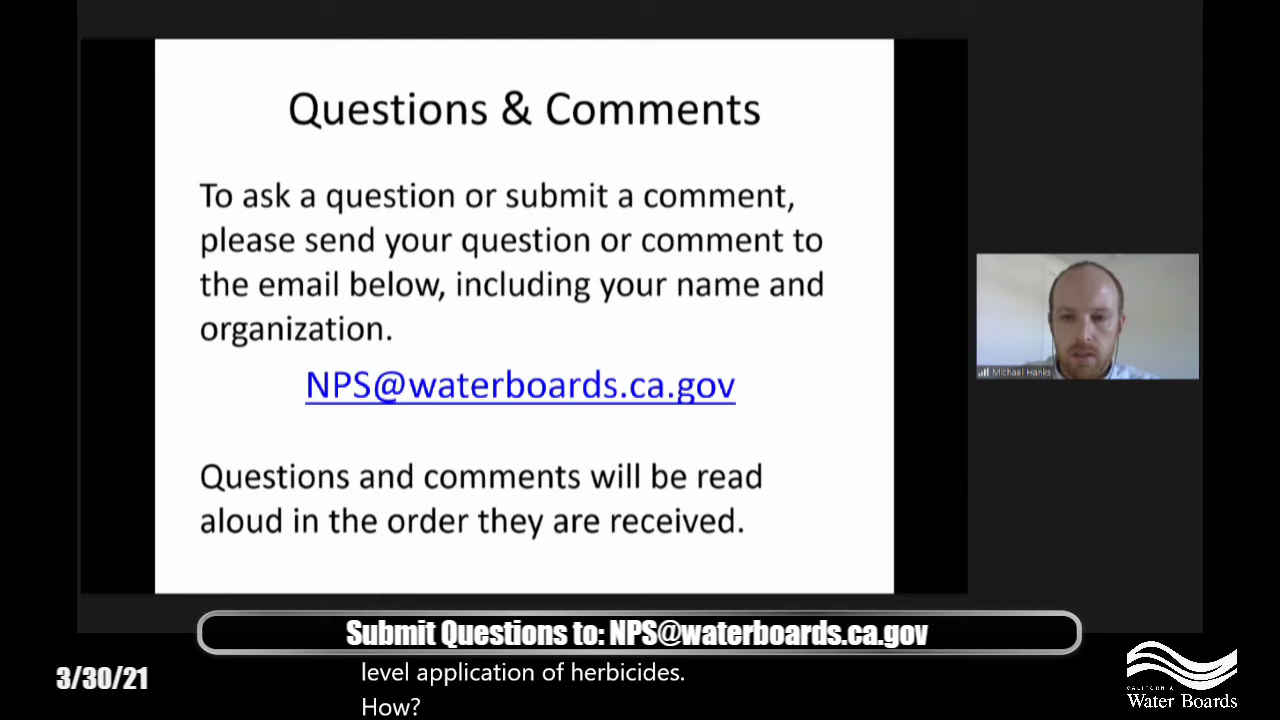 Questions & Comments
To ask a question or submit a comment,
please send your question or comment to
the email below, including your name and
organization.
NPS@waterboards.ca.gov
Questions and comments will be read
aloud in the order they are received.
Michael Hanks
Submit Questions to: NPS@waterboards.ca.gov
3/30/21
level application of herbicides.
How?
CALIFORNIA
Water Boards